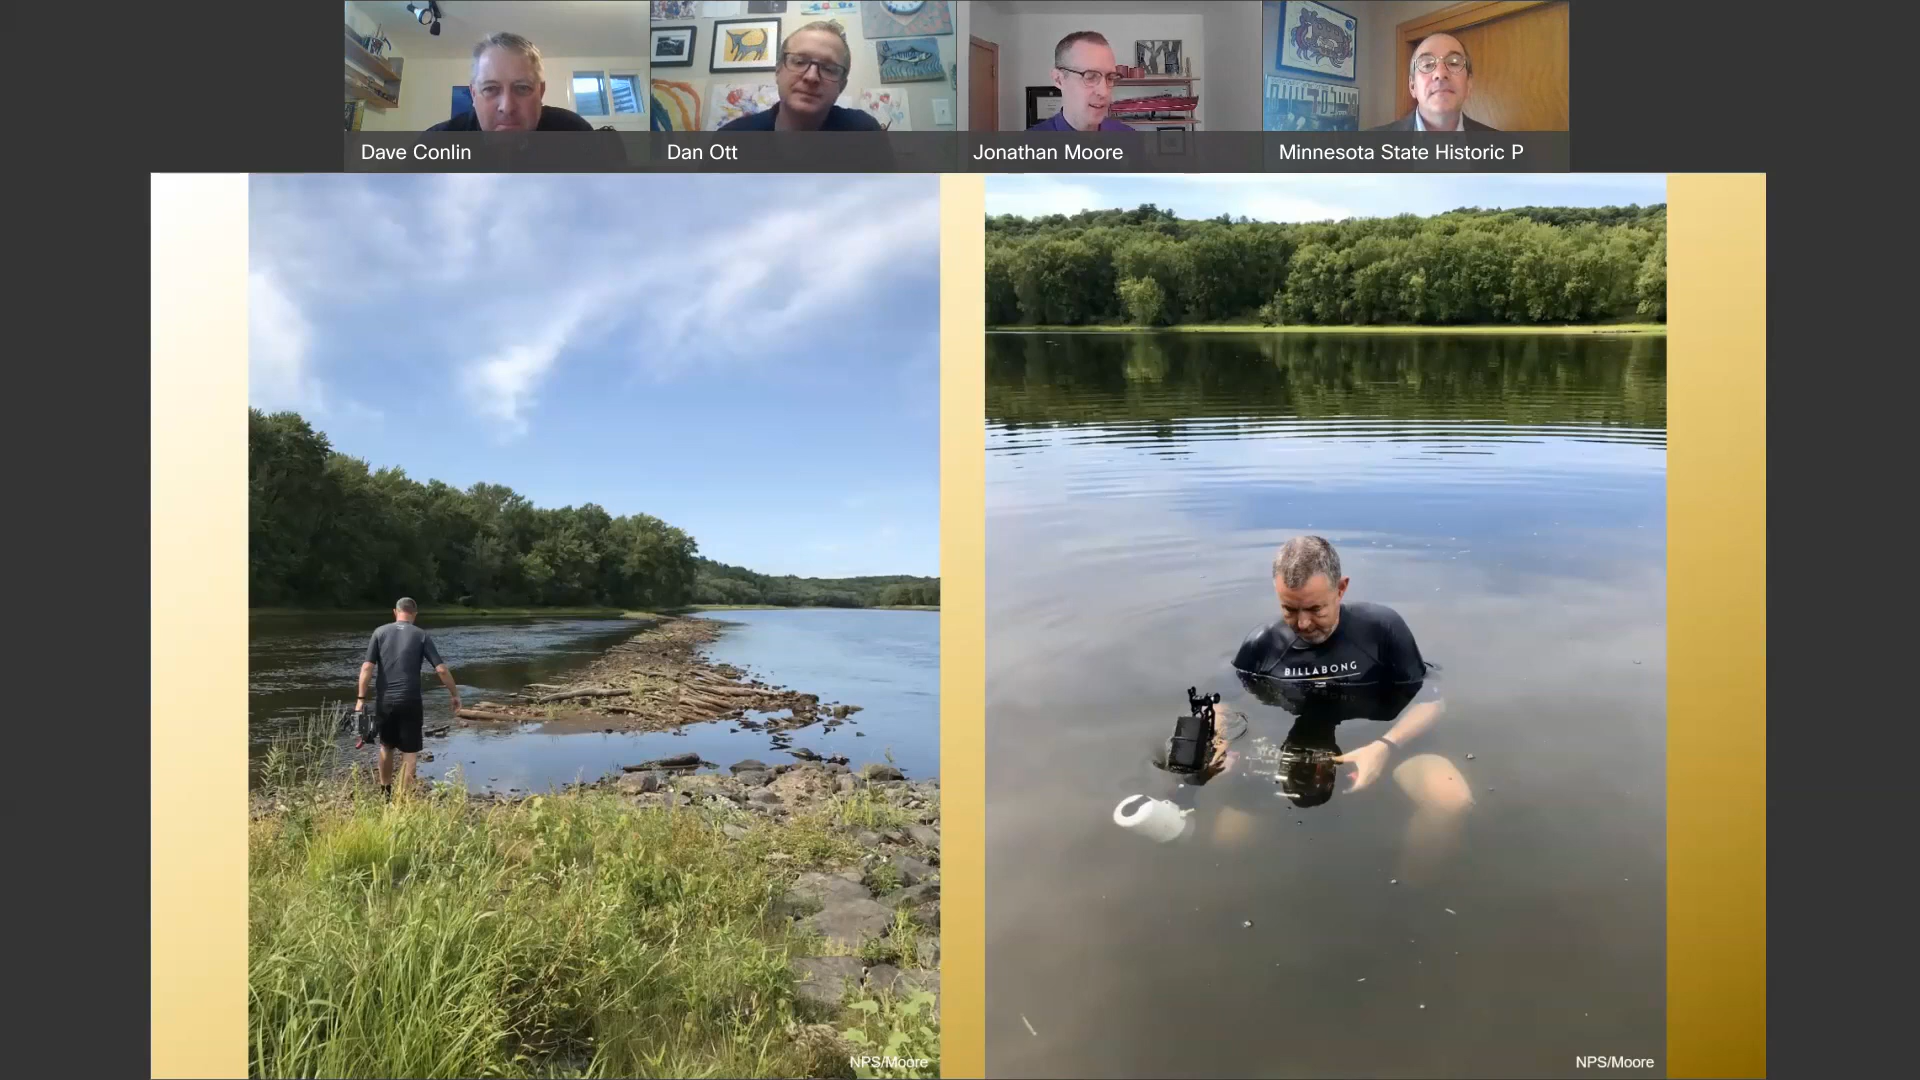 Dave Conlin
Dan Ott
Jonathan Moore
Minnesota State Historic P
BILLABONG
NPS/Moore
NPS/Moore